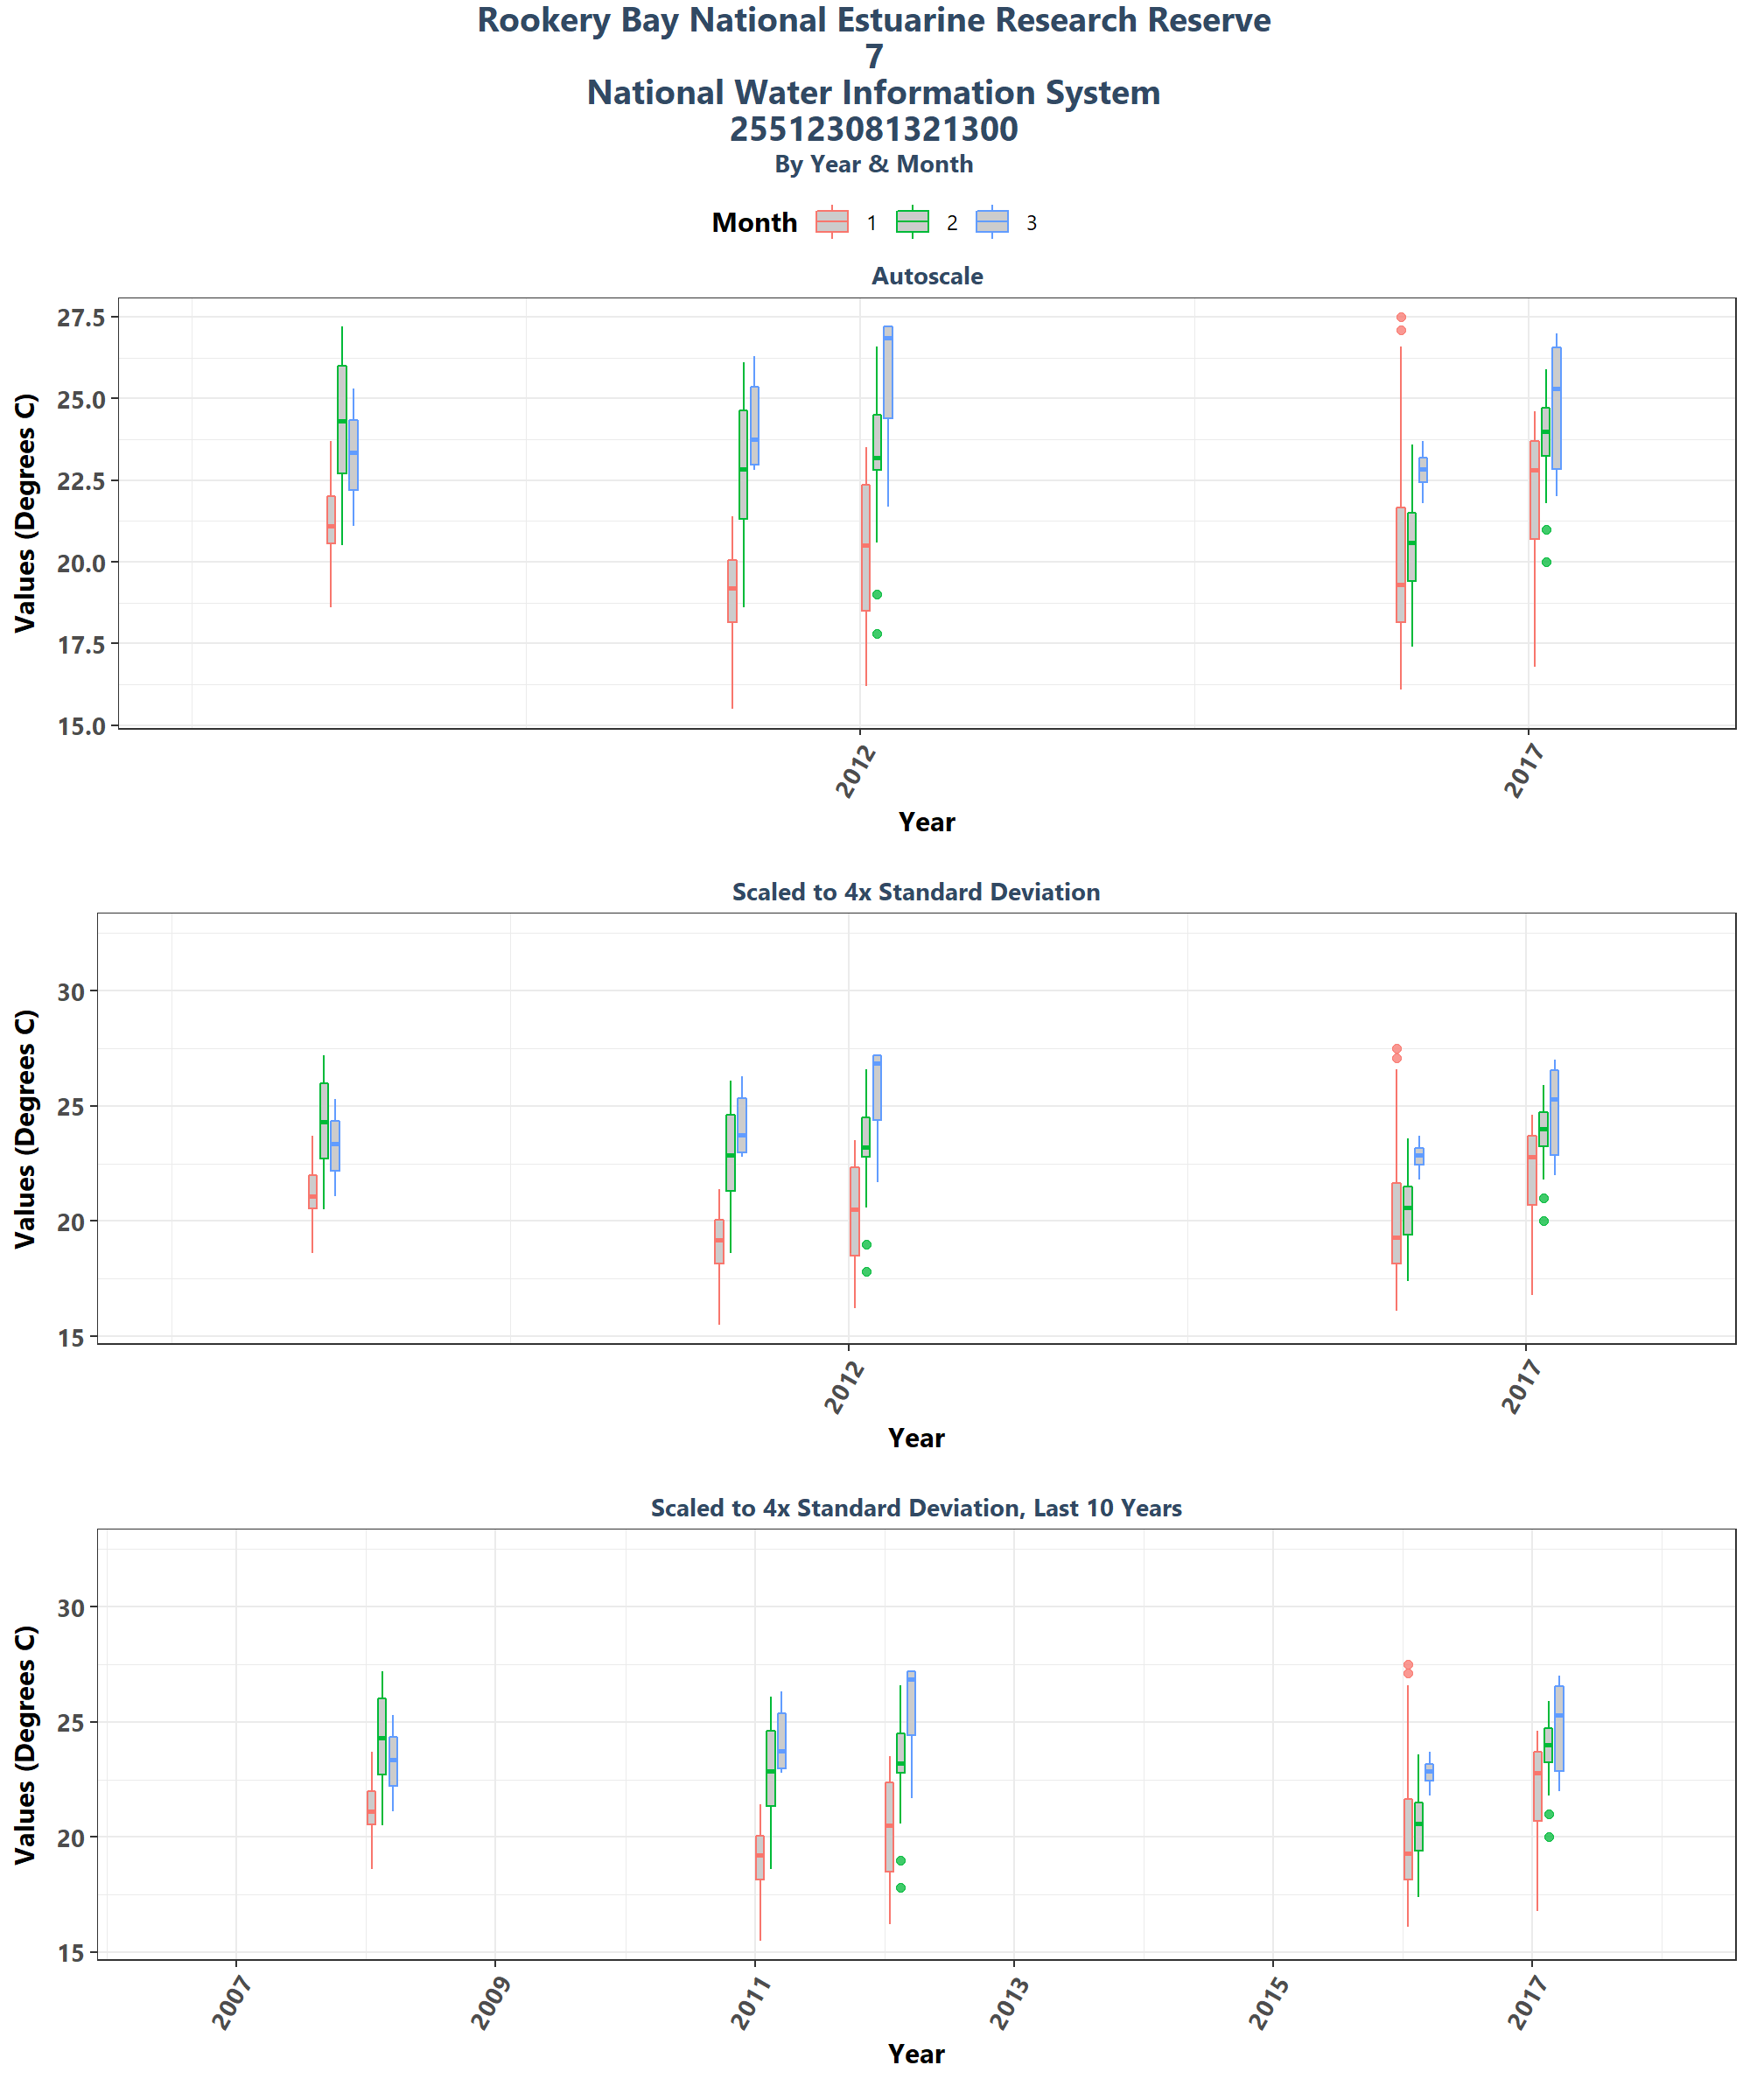 Rookery Bay National Estuarine Research Reserve
7
National Water Information System
255123081321300
By Year & Month
Month 1 2 3
Autoscale
Values (Degrees C)
27.5
25.0
22.5
20.0
17.5
15.0
2012 2017
Year
Scaled to 4x Standard Deviation
Values (Degrees C)
30
25
20
15
2012 2017
Year
Scaled to 4x Standard Deviation, Last 10 Years
Values (Degrees C)
30
25
20
15
2007 2009 2011 2013 2015 2017
Year